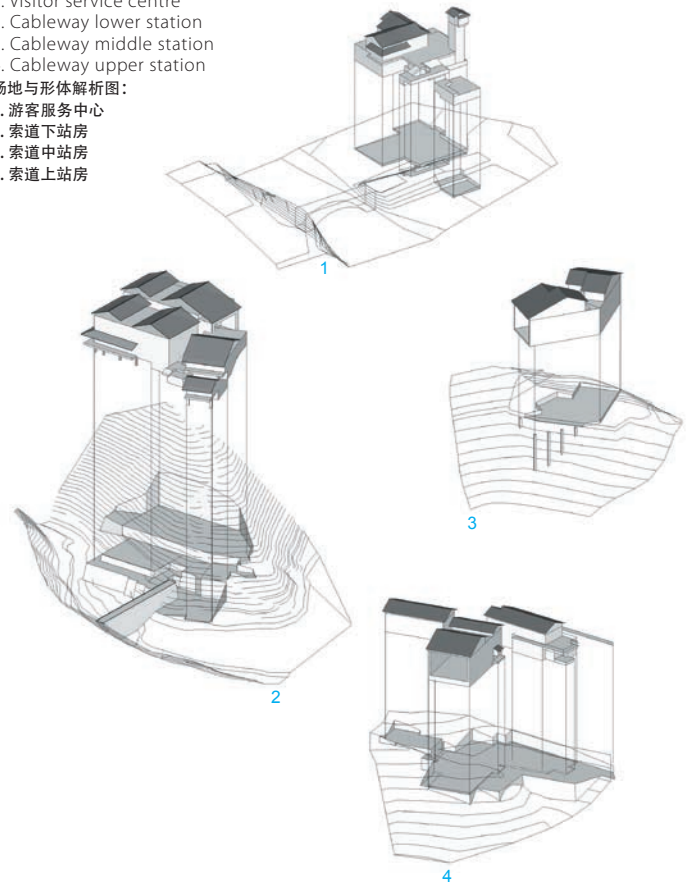 . Visitor service centre
. Cableway lower station
. Cableway middle station
. Cableway upper station
场地与形体解析图：
. 游客服务中心
. 索道下站房
. 索道中站房
. 索道上站房
1
3
2
4